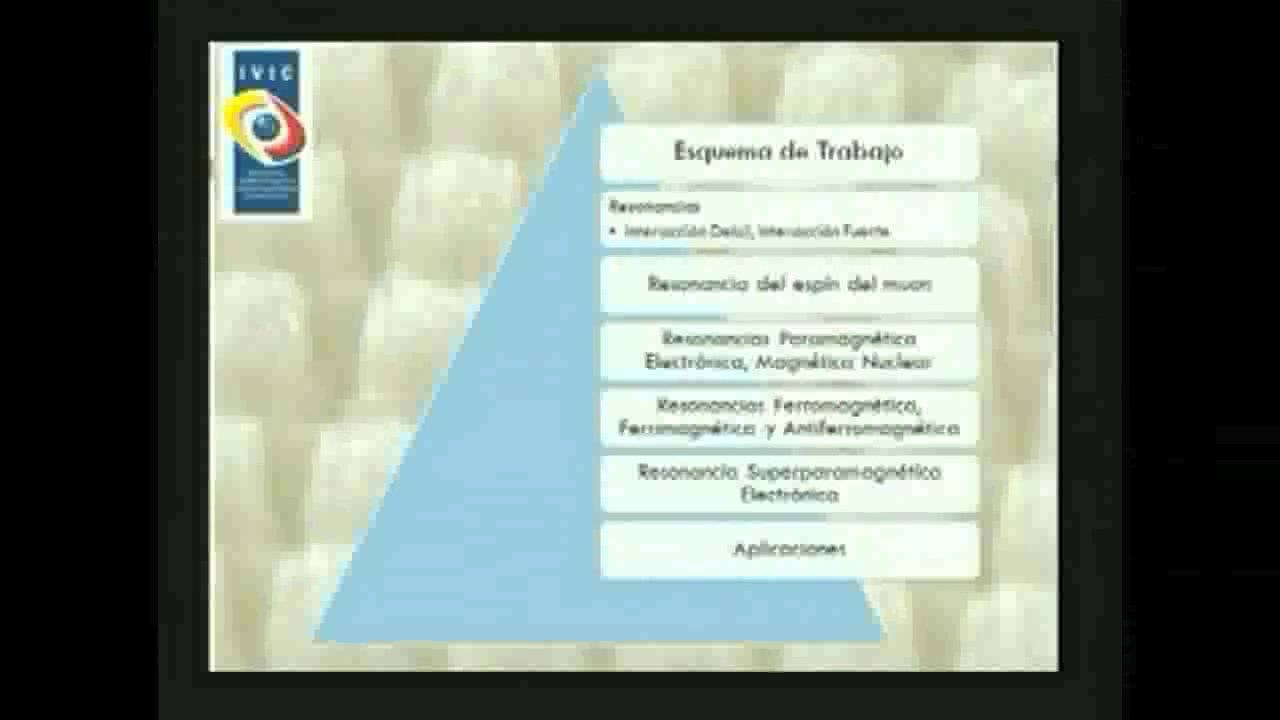 IVIC
Esquema de Trabajo
Resonancias
• Interacción Debil, Interacción Fuerte
Resonancia del espín del muon
Resonancias Paramagnética
Electrónica, Magnética Nuclear
Resonancias Ferromagnética,
Ferrimagnética y Antiferromagnética
Resonancia Superparamagnética
Electrónica
Aplicaciones